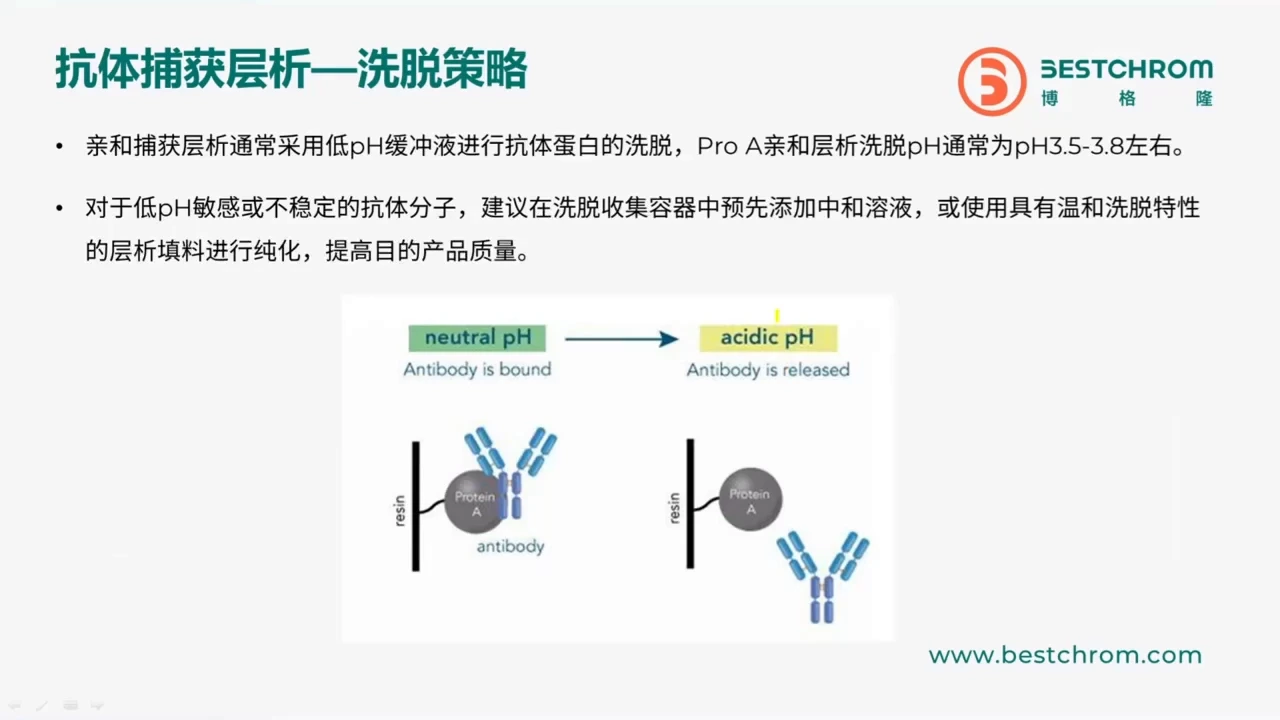 抗体捕获层析—洗脱策略
BESTCHROM
博格隆
• 亲和捕获层析通常采用低pH缓冲液进行抗体蛋白的洗脱，Pro A亲和层析洗脱pH通常为pH3.5-3.8左右。
• 对于低pH敏感或不稳定的抗体分子，建议在洗脱收集容器中预先添加中和溶液，或使用具有温和洗脱特性
的层析填料进行纯化，提高目的产品质量。
neutral pH
acidic pH
Antibody is bound
Antibody is released
resin
Protein
A
antibody
resin
Protein
A
www.bestchrom.com